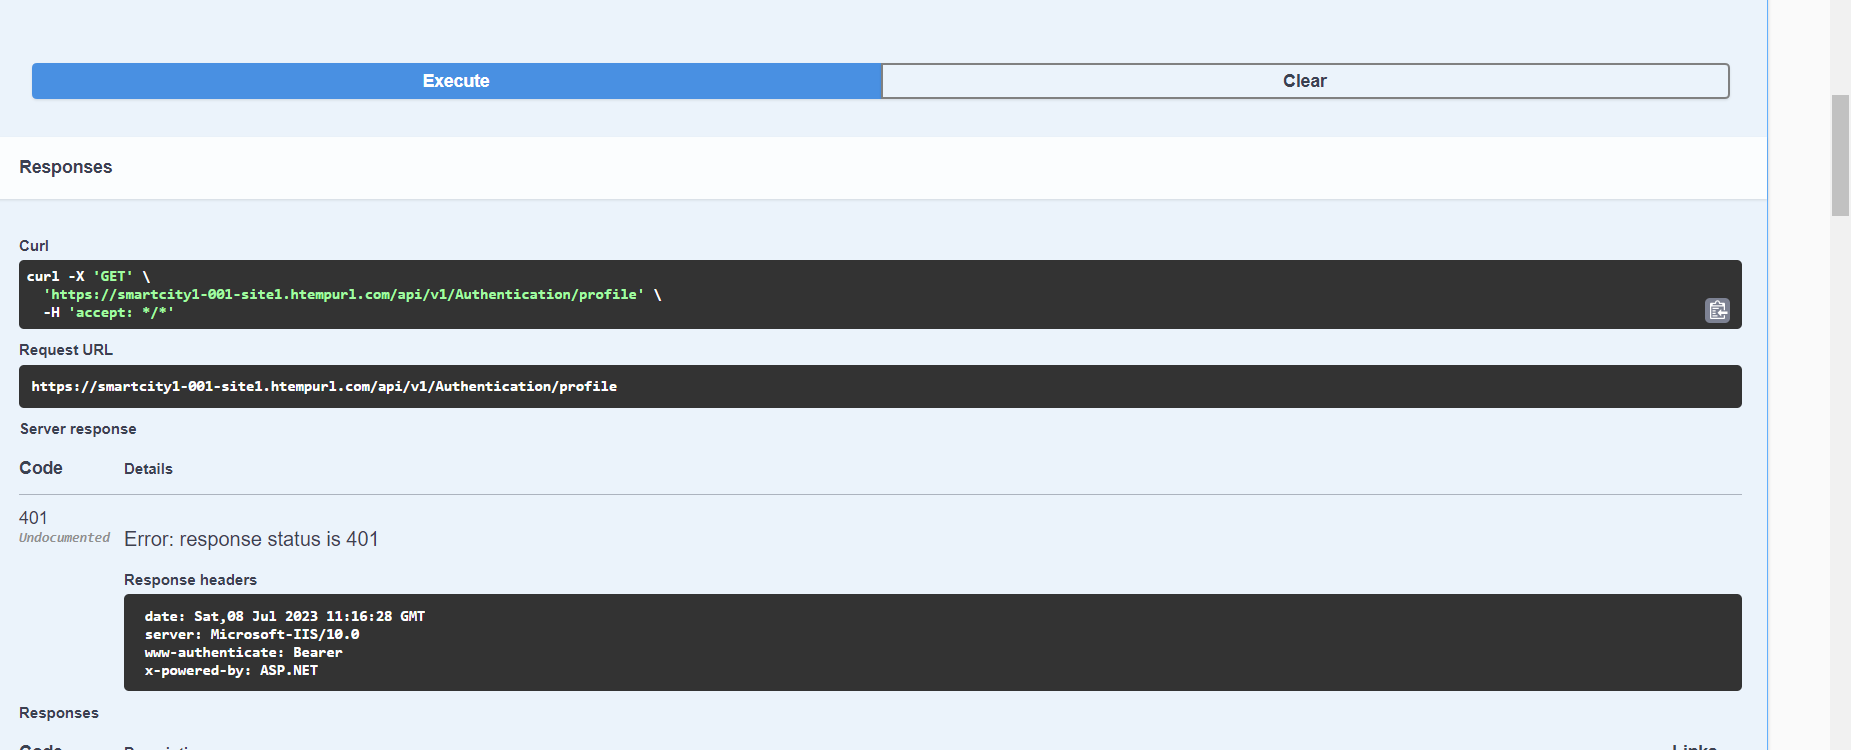 Execute
Clear
Responses
Curl
curl -X 'GET' \
'https://smartcity1-001-site1.htempurl.com/api/v1/Authentication/profile' \
-H 'accept: */*'
Request URL
https://smartcity1-001-site1.htempurl.com/api/v1/Authentication/profile
Server response
Code Details
401
Undocumented
Error: response status is 401
Response headers
date: Sat,08 Jul 2023 11:16:28 GMT
server: Microsoft-IIS/10.0
www-authenticate: Bearer
x-powered-by: ASP.NET
Responses
Code Links